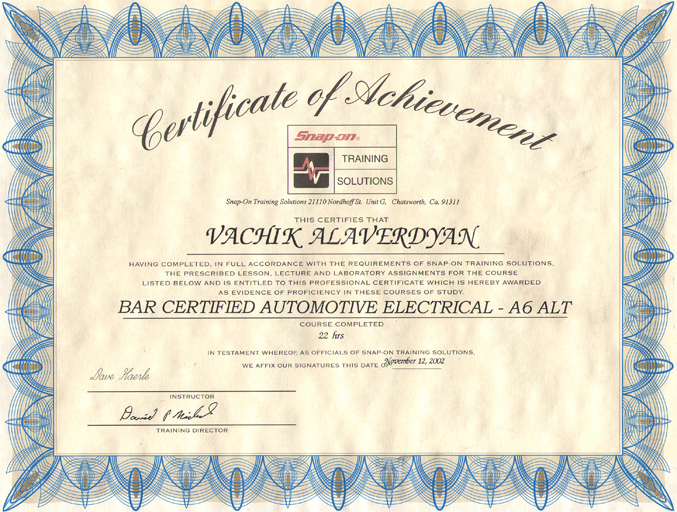 Certificate of Achievement
Snap-on®
TRAINING
SOLUTIONS
Snap-On Training Solutions 21110 Nordhoff St. Unit G, Chatsworth, Ca. 91311
THIS CERTIFIES THAT
VACHIK ALAVERDYAN
HAVING COMPLETED, IN FULL ACCORDANCE WITH THE REQUIREMENTS OF SNAP-ON TRAINING SOLUTIONS,
THE PRESCRIBED LESSON, LECTURE AND LABORATORY ASSIGNMENTS FOR THE COURSE
LISTED BELOW AND IS ENTITLED TO THIS PROFESSIONAL CERTIFICATE WHICH IS HEREBY AWARDED
AS EVIDENCE OF PROFICIENCY IN THESE COURSES OF STUDY.
BAR CERTIFIED AUTOMOTIVE ELECTRICAL - A6 ALT
COURSE COMPLETED
22 hrs
IN TESTAMENT WHEREOF, AS OFFICIALS OF SNAP-ON TRAINING SOLUTIONS,
WE AFFIX OUR SIGNATURES THIS DATE OF November 12, 2002
Dave Haerle
INSTRUCTOR
David P
TRAINING DIRECTOR